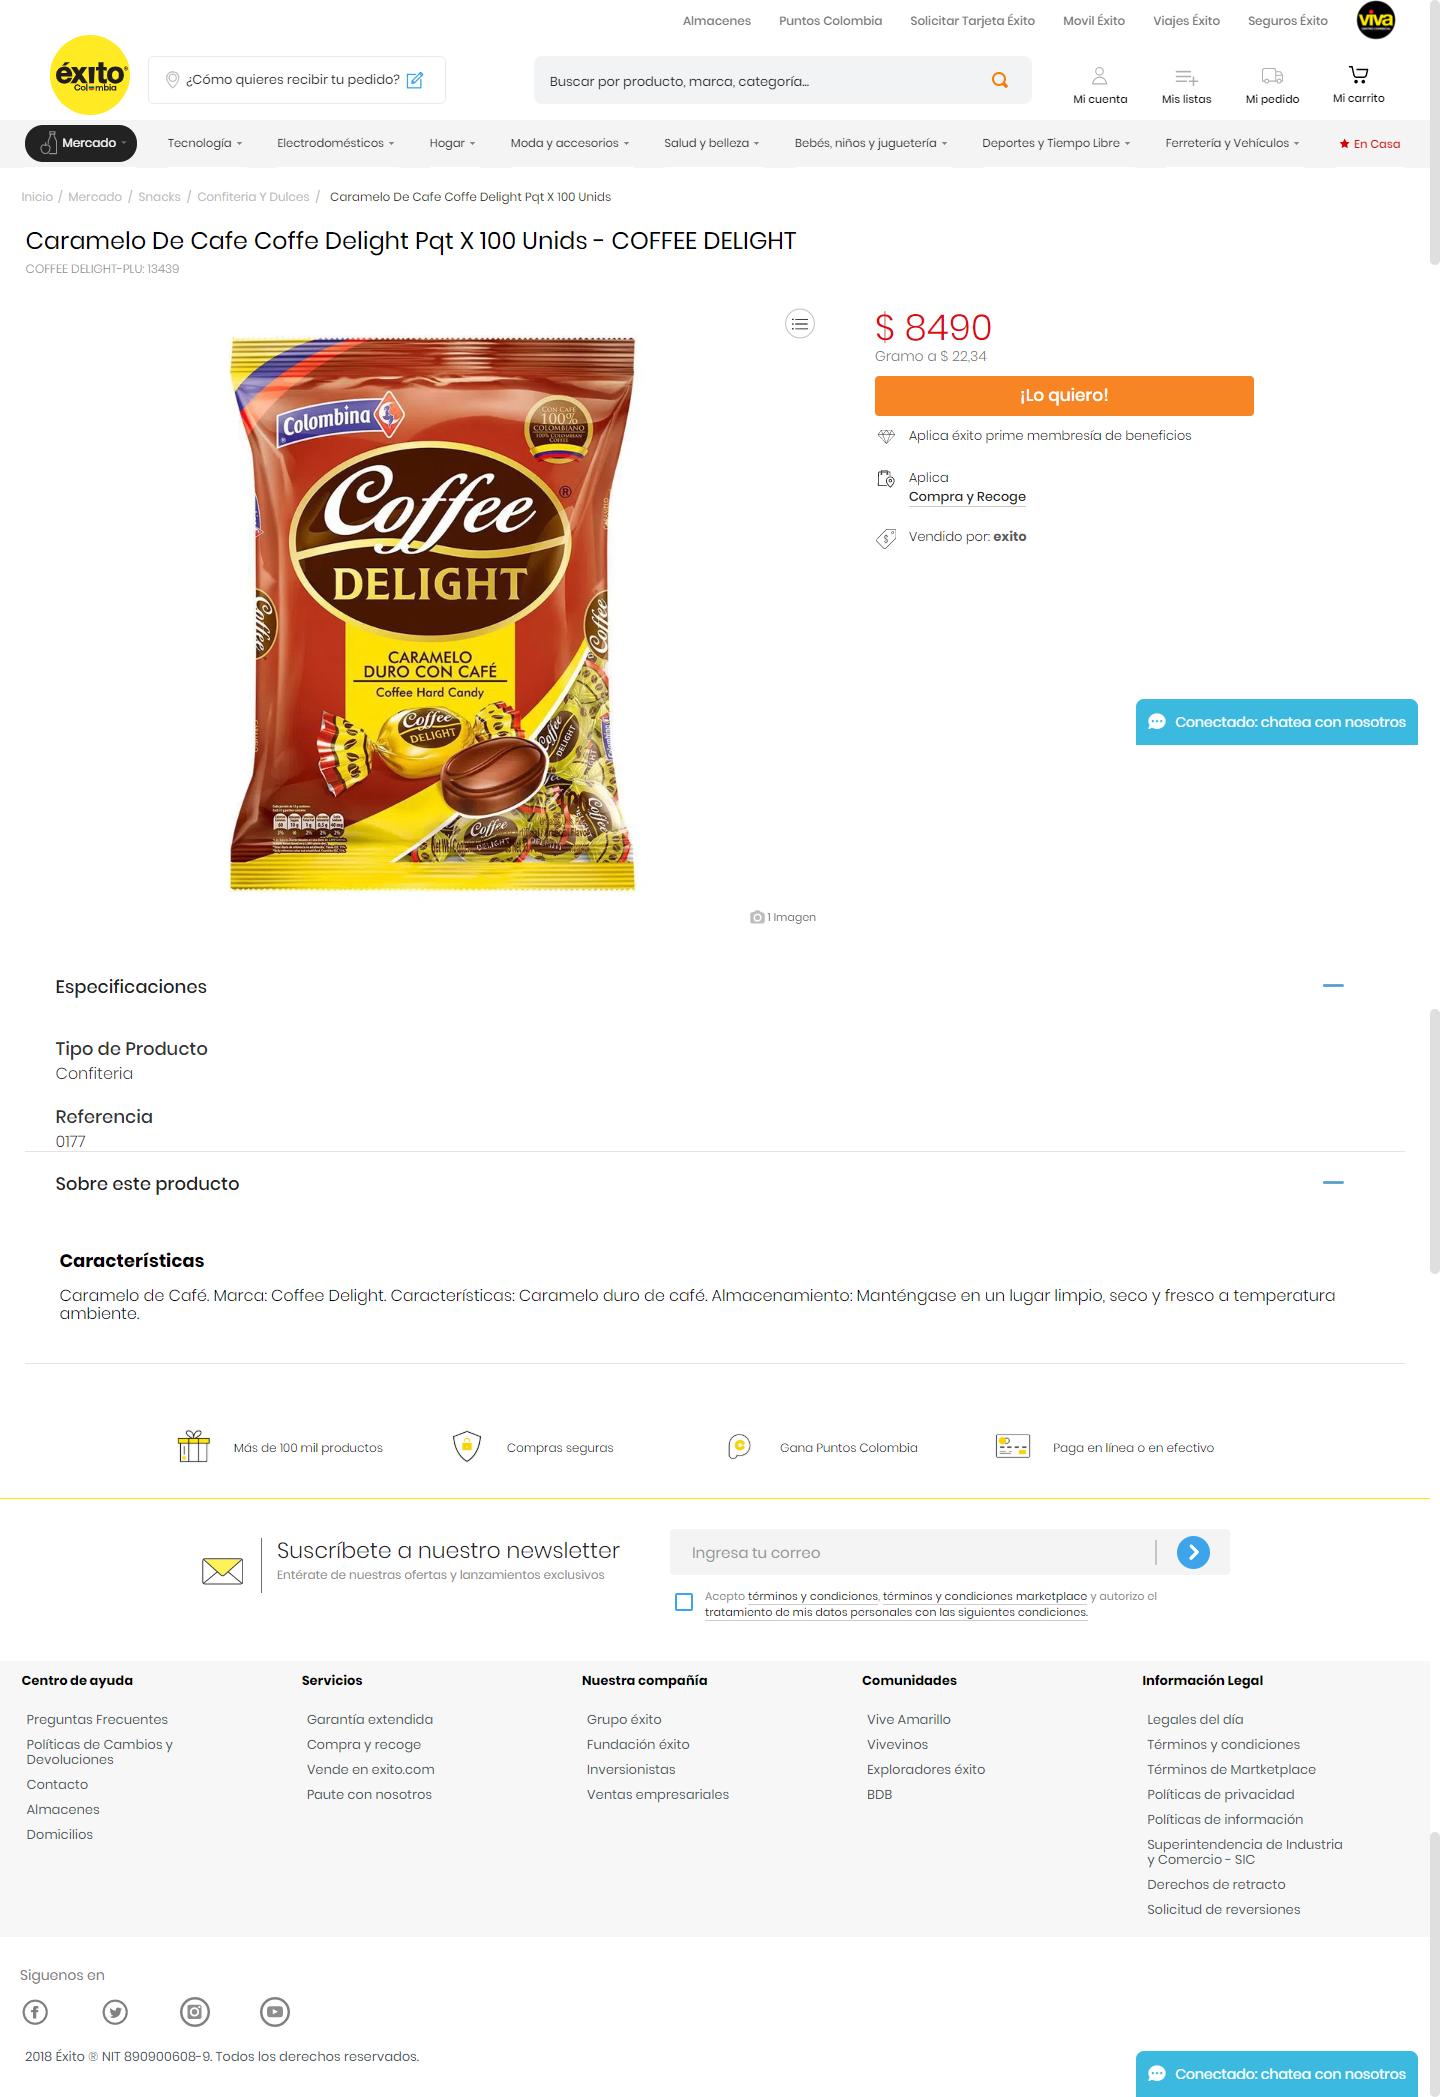 Almacenes
Puntos Colombia
Solicitar Tarjeta Éxito
Movil Éxito
Viajes Éxito
Seguros Éxito
viva
éxito
Colombia
¿Cómo quieres recibir tu pedido?
Buscar por producto, marca, categoría...
Mi cuenta
Mis listas
Mi pedido
Mi carrito
Mercado
Tecnología
Electrodomésticos
Hogar
Moda y accesorios
Salud y belleza
Bebés, niños y juguetería
Deportes y Tiempo Libre
Ferretería y Vehículos
En Casa
Inicio / Mercado / Snacks / Confiteria Y Dulces / Caramelo De Cafe Coffe Delight Pqt X 100 Unids
Caramelo De Cafe Coffe Delight Pqt X 100 Unids - COFFEE DELIGHT
COFFEE DELIGHT-PLU: 13439
Colombina
CON CAFÉ
100%
COLOMBIANO
100% COLOMBIAN
COFFEE
Coffee
DELIGHT
CARAMELO
DURO CON CAFÉ
Coffee Hard Candy
Coffee
DELIGHT
Coffee
DELIGHT
1 Imagen
$ 8490
Gramo a $ 22,34
¡Lo quiero!
Aplica éxito prime membresía de beneficios
Aplica
Compra y Recoge
Vendido por: exito
Conectado: chatea con nosotros
Especificaciones
Tipo de Producto
Confiteria
Referencia
0177
Sobre este producto
Características
Caramelo de Café. Marca: Coffee Delight. Características: Caramelo duro de café. Almacenamiento: Manténgase en un lugar limpio, seco y fresco a temperatura
ambiente.
Más de 100 mil productos
Compras seguras
Gana Puntos Colombia
Paga en línea o en efectivo
Suscríbete a nuestro newsletter
Entérate de nuestras ofertas y lanzamientos exclusivos
Ingresa tu correo
Acepto términos y condiciones, términos y condiciones marketplace y autorizo el
tratamiento de mis datos personales con las siguientes condiciones.
Centro de ayuda
Preguntas Frecuentes
Políticas de Cambios y
Devoluciones
Contacto
Almacenes
Domicilios
Servicios
Garantía extendida
Compra y recoge
Vende en exito.com
Paute con nosotros
Nuestra compañía
Grupo éxito
Fundación éxito
Inversionistas
Ventas empresariales
Comunidades
Vive Amarillo
Vivevinos
Exploradores éxito
BDB
Información Legal
Legales del día
Términos y condiciones
Términos de Martketplace
Políticas de privacidad
Políticas de información
Superintendencia de Industria
y Comercio - SIC
Derechos de retracto
Solicitud de reversiones
Siguenos en
2018 Éxito ® NIT 890900608-9. Todos los derechos reservados.
Conectado: chatea con nosotros